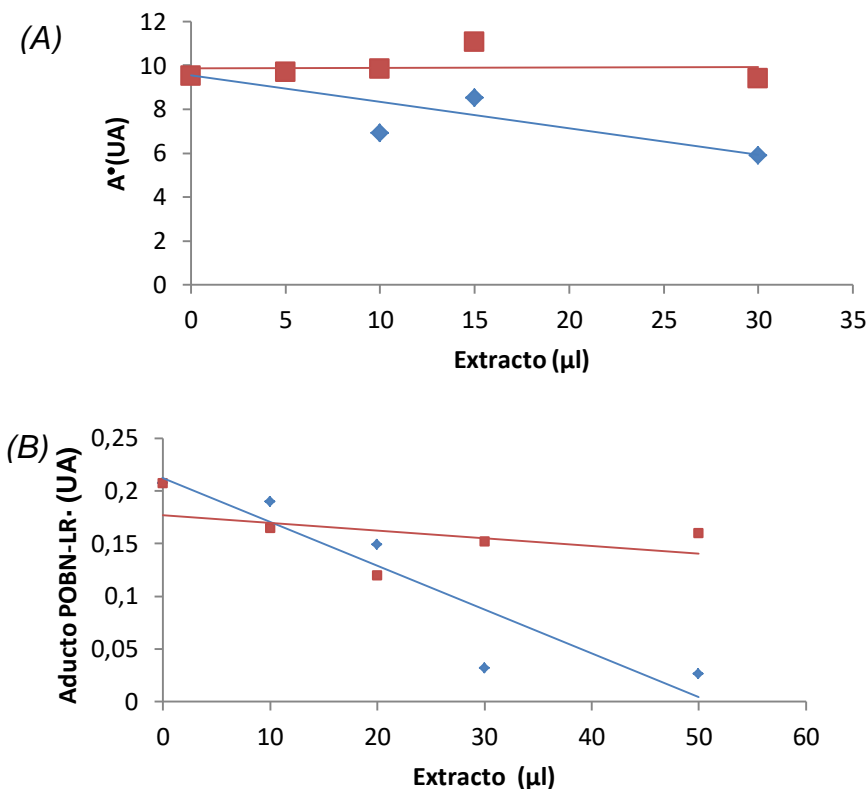 (A)
A•(UA)
12
10
8
6
4
2
0
0 5 10 15 20 25 30 35
Extracto (µl)
(B)
Aducto POBN-LR· (UA)
0,25
0,2
0,15
0,1
0,05
0
0 10 20 30 40 50 60
Extracto (µl)